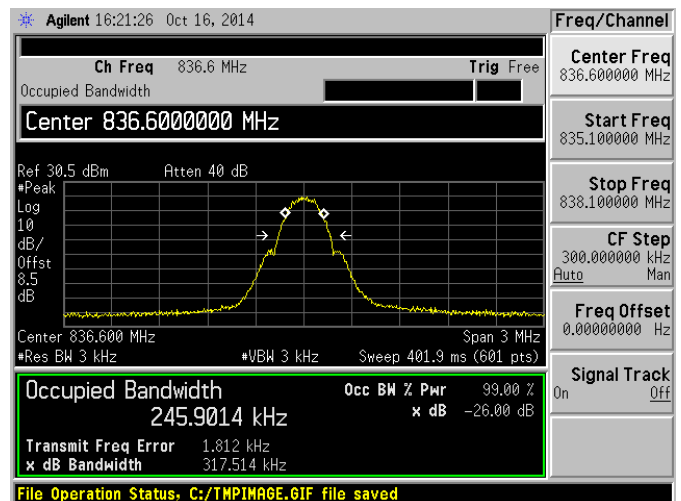 Agilent 16:21:26 Oct 16, 2014
Freq/Channel
Ch Freq 836.6 MHz Trig Free
Occupied Bandwidth
Center 836.6000000 MHz
Ref 30.5 dBm Atten 40 dB
#Peak
Log
10
dB/
Offst
8.5
dB
Center 836.600 MHz Span 3 MHz
#Res BW 3 kHz #VBW 3 kHz Sweep 401.9 ms (601 pts)
Occupied Bandwidth Occ BW % Pwr 99.00 %
245.9014 kHz x dB -26.00 dB
Transmit Freq Error 1.812 kHz
x dB Bandwidth 317.514 kHz
File Operation Status, C:/TMPIMAGE.GIF file saved
Center Freq
836.600000 MHz
Start Freq
835.100000 MHz
Stop Freq
838.100000 MHz
CF Step
300.000000 kHz
Auto Man
Freq Offset
0.00000000 Hz
Signal Track
On Off